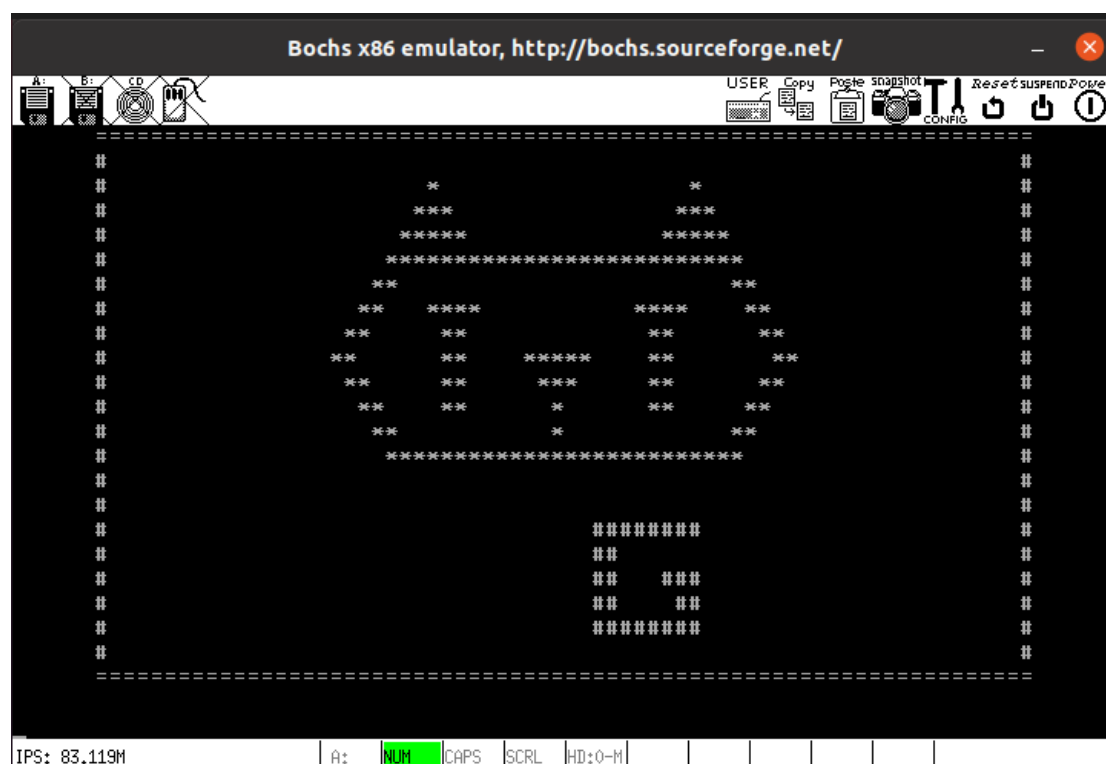 Bochs x86 emulator, http://bochs.sourceforge.net/
A: B: CD USER Copy Paste snapshot CONFIG Reset SUSPEND Power
====================================================================
#                                                                  #
#                       *                  *                       #
#                      ***                ***                      #
#                     *****              *****                     #
#                    **************************                    #
#                   **                        **                   #
#                  **   ****           ****    **                  #
#                 **     **             **      **                 #
#                **      **    *****    **       **                #
#                 **     **     ***     **      **                 #
#                  **    **      *      **     **                  #
#                   **           *            **                   #
#                    **************************                    #
#                                                                  #
#                                                                  #
#                                   ########                       #
#                                   ##                             #
#                                   ##   ###                       #
#                                   ##    ##                       #
#                                   ########                       #
#                                                                  #
====================================================================
IPS: 83.119M A: NUM CAPS SCRL HD:0-M